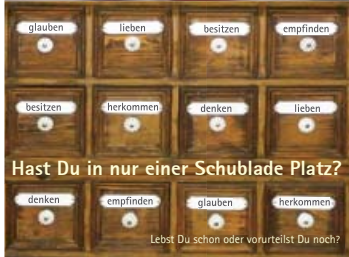 glauben lieben besitzen empfinden
besitzen herkommen denken lieben
Hast Du in nur einer Schublade Platz?
denken empfinden glauben herkommen
Lebst Du schon oder vorurteilst Du noch?